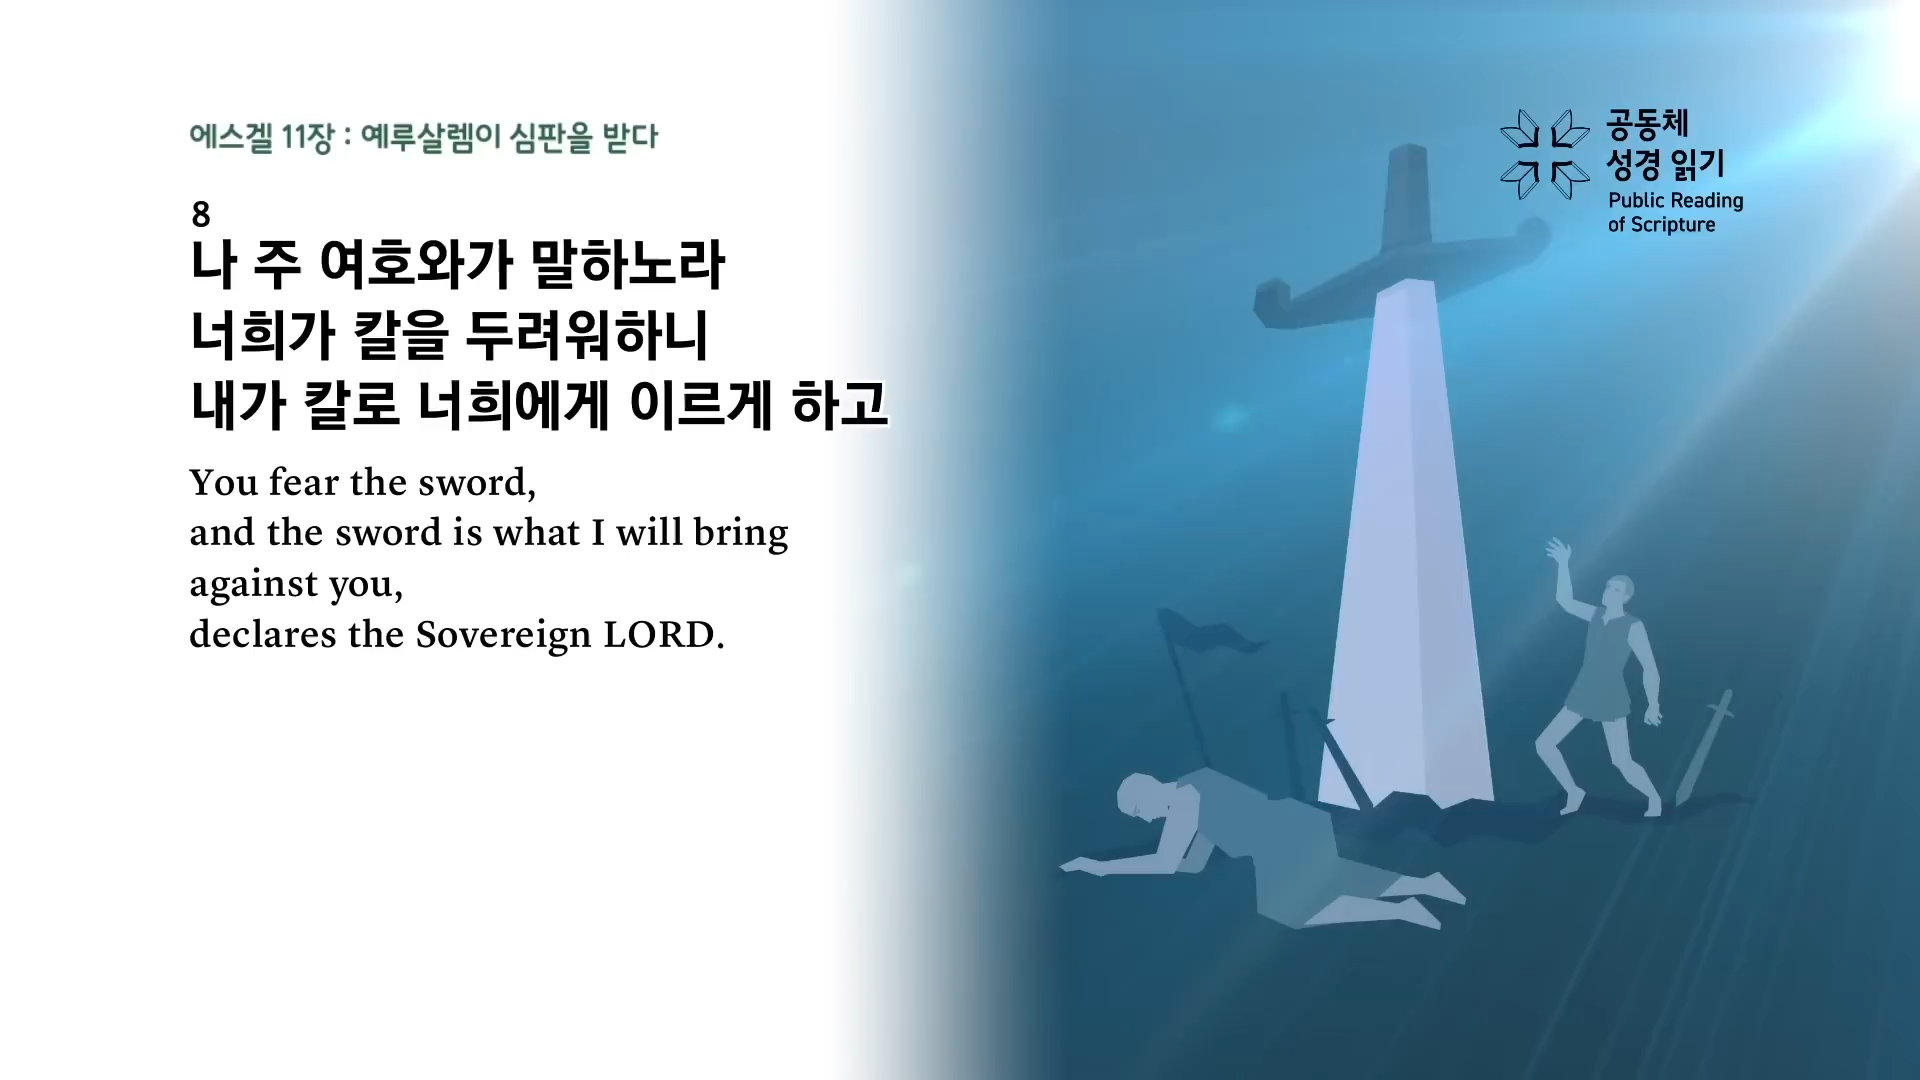 에스겔 11장 : 예루살렘이 심판을 받다
8
나 주 여호와가 말하노라
너희가 칼을 두려워하니
내가 칼로 너희에게 이르게 하고
You fear the sword,
and the sword is what I will bring
against you,
declares the Sovereign LORD.
공동체
성경 읽기
Public Reading
of Scripture